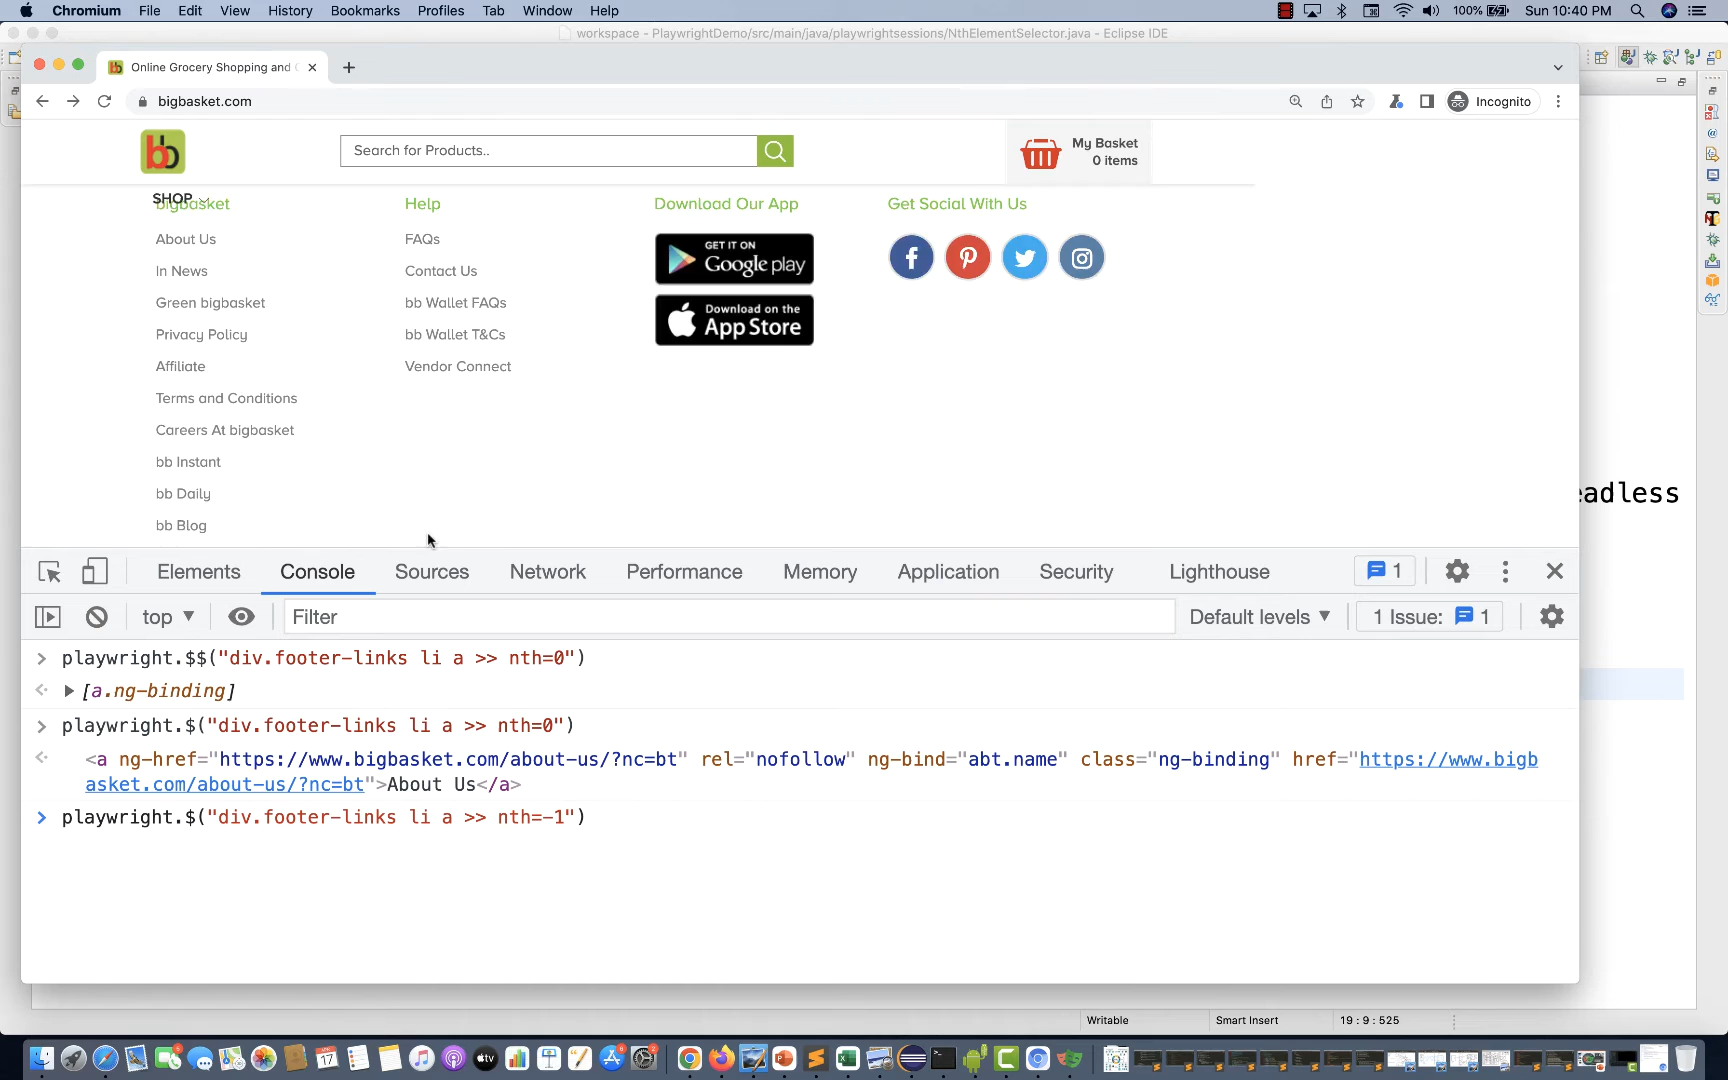 Chromium File Edit View History Bookmarks Profiles Tab Window Help 100% Sun 10:40 PM
workspace - PlaywrightDemo/src/main/java/playwrightsessions/NthElementSelector.java - Eclipse IDE
Online Grocery Shopping and
bigbasket.com Incognito
bb Search for Products.. My Basket
0 items
SHOP
bigbasket Help Download Our App Get Social With Us
About Us FAQs GET IT ON
Google play
In News Contact Us
Green bigbasket bb Wallet FAQs Download on the
App Store
Privacy Policy bb Wallet T&Cs
Affiliate Vendor Connect
Terms and Conditions
Careers At bigbasket
bb Instant
bb Daily
eadless
bb Blog
Elements Console Sources Network Performance Memory Application Security Lighthouse 1
top Filter Default levels 1 Issue: 1
playwright.$$("div.footer-links li a >> nth=0")
[a.ng-binding]
playwright.$("div.footer-links li a >> nth=0")
<a ng-href="https://www.bigbasket.com/about-us/?nc=bt" rel="nofollow" ng-bind="abt.name" class="ng-binding" href="https://www.bigb
asket.com/about-us/?nc=bt">About Us</a>
playwright.$("div.footer-links li a >> nth=-1")
Writable Smart Insert 19 : 9 : 525